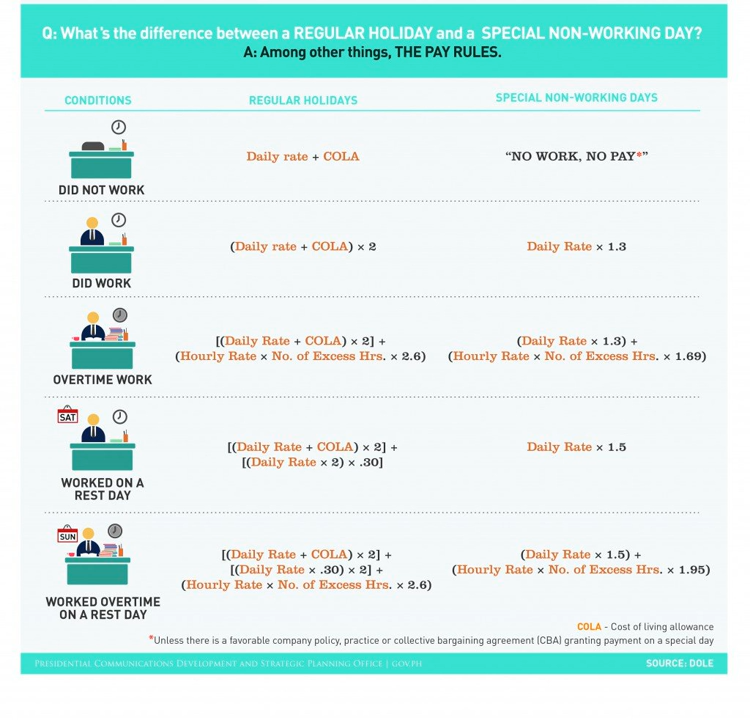 Q: What's the difference between a REGULAR HOLIDAY and a SPECIAL NON-WORKING DAY?
A: Among other things, THE PAY RULES.
CONDITIONS
REGULAR HOLIDAYS
SPECIAL NON-WORKING DAYS
DID NOT WORK
Daily rate + COLA
“NO WORK, NO PAY*”
DID WORK
(Daily rate + COLA) × 2
Daily Rate × 1.3
OVERTIME WORK
[(Daily Rate + COLA) × 2] +
(Hourly Rate × No. of Excess Hrs. × 2.6)
(Daily Rate × 1.3) +
(Hourly Rate × No. of Excess Hrs. × 1.69)
SAT
WORKED ON A
REST DAY
[(Daily Rate + COLA) × 2] +
[(Daily Rate × 2) × .30]
Daily Rate × 1.5
SUN
WORKED OVERTIME
ON A REST DAY
[(Daily Rate + COLA) × 2] +
[(Daily Rate × .30) × 2] +
(Hourly Rate × No. of Excess Hrs. × 2.6)
(Daily Rate × 1.5) +
(Hourly Rate × No. of Excess Hrs. × 1.95)
COLA - Cost of living allowance
*Unless there is a favorable company policy, practice or collective bargaining agreement (CBA) granting payment on a special day
PRESIDENTIAL COMMUNICATIONS DEVELOPMENT AND STRATEGIC PLANNING OFFICE | GOV.PH
SOURCE: DOLE